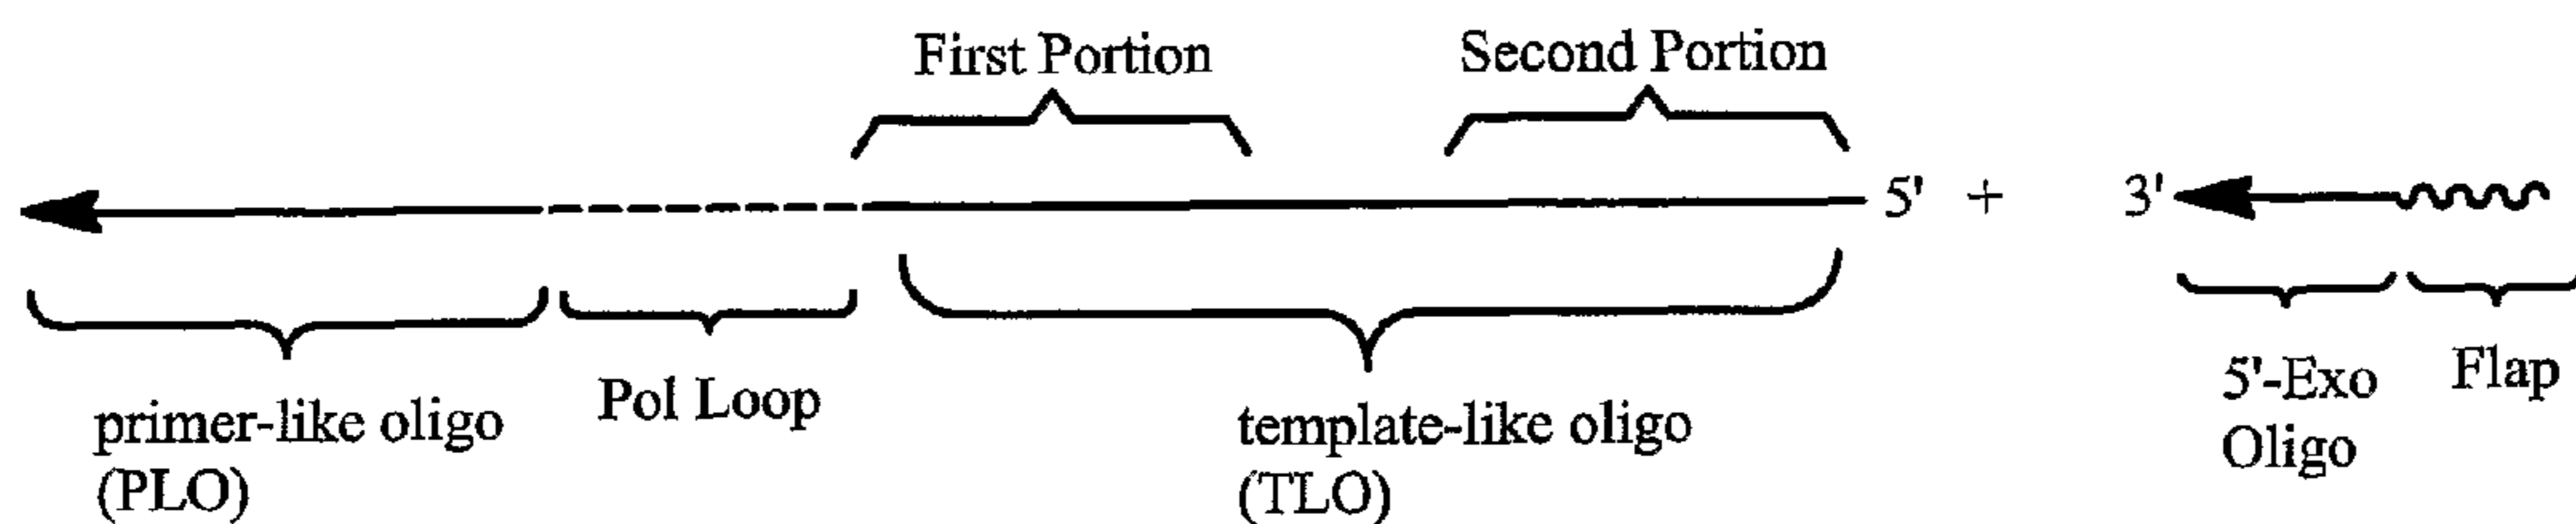 First Portion
Second Portion
5' +
3'
primer-like oligo
(PLO)
Pol Loop
template-like oligo
(TLO)
5'-Exo
Oligo
Flap